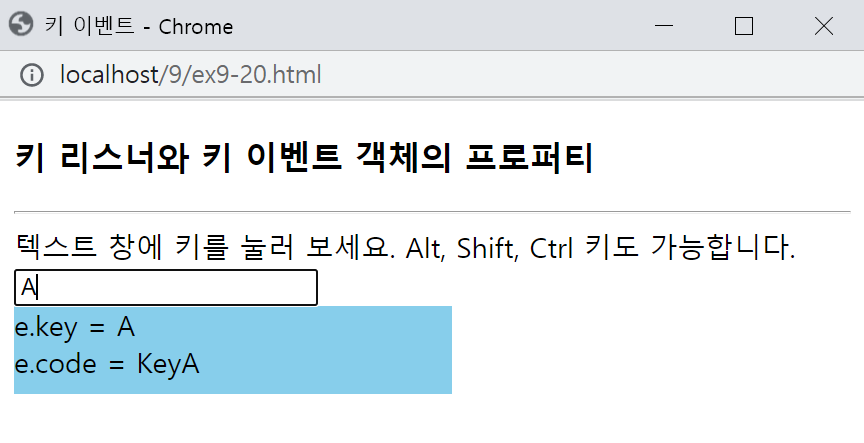 키 이벤트 - Chrome
localhost/9/ex9-20.html
키 리스너와 키 이벤트 객체의 프로퍼티
텍스트 창에 키를 눌러 보세요. Alt, Shift, Ctrl 키도 가능합니다.
A
e.key = A
e.code = KeyA